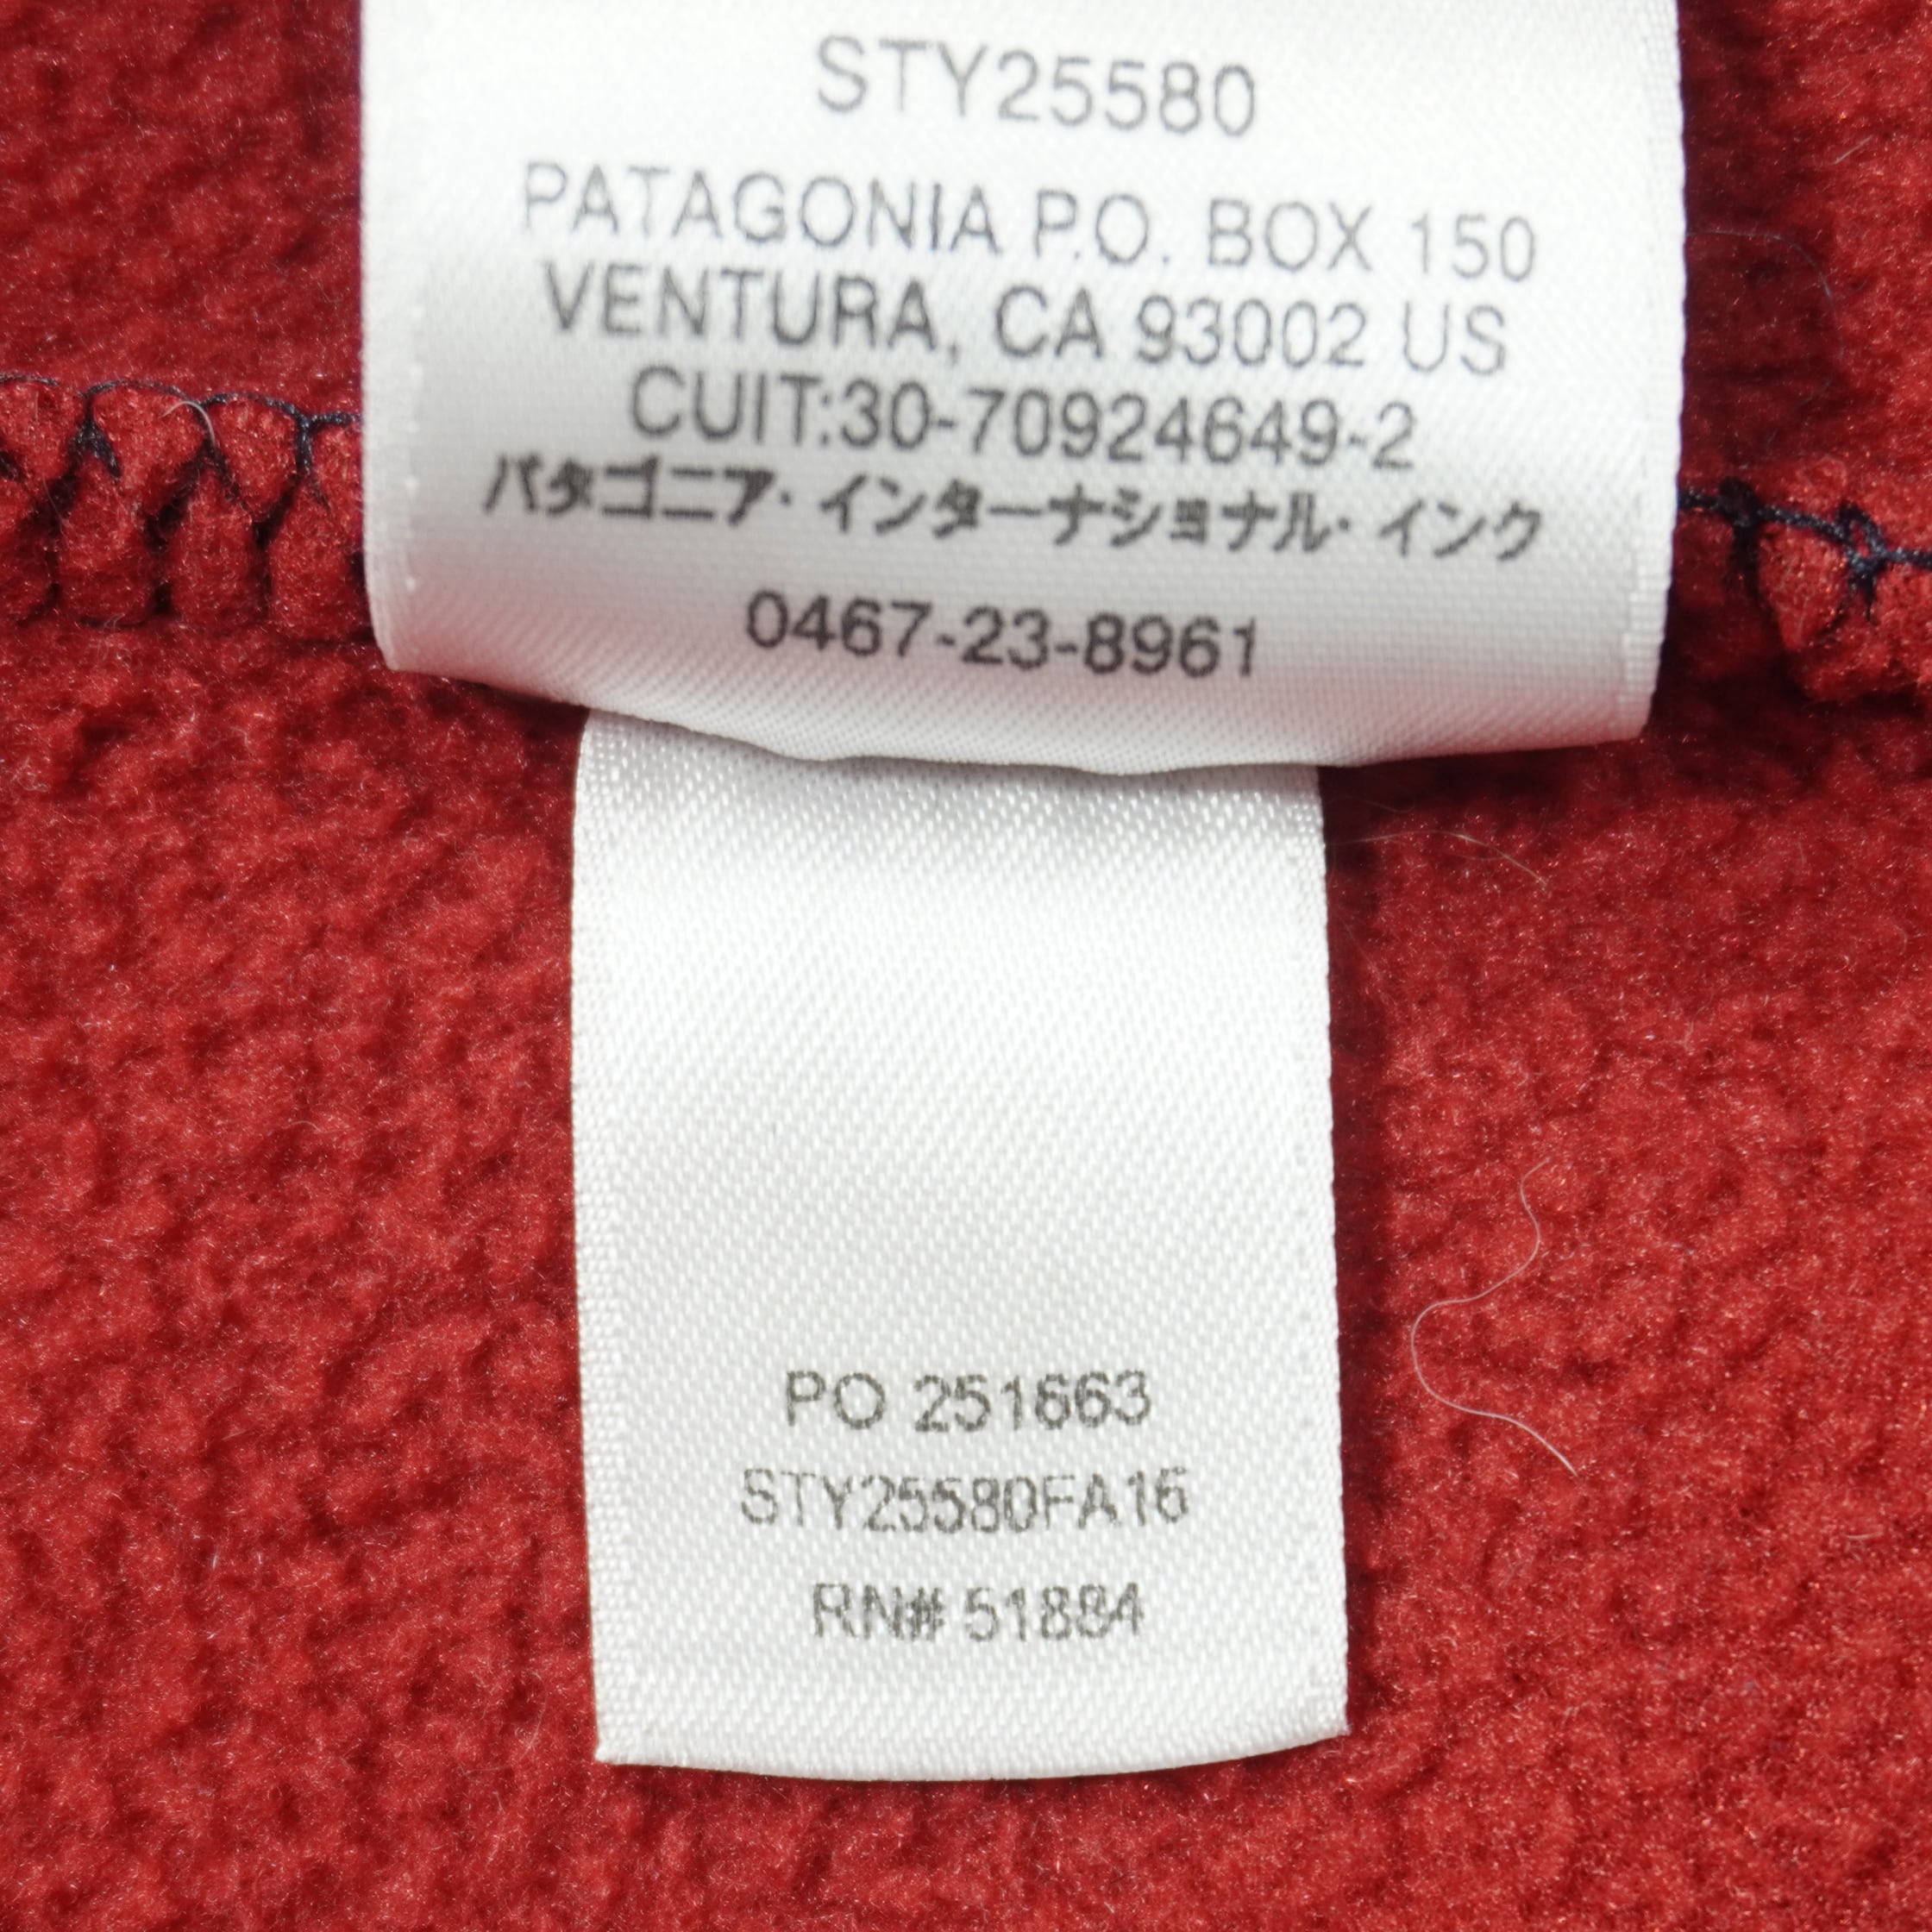 STY25580
PATAGONIA P.O. BOX 150
VENTURA, CA 93002 US
CUIT:30-70924649-2
パタゴニア・インターナショナル・インク
0467-23-8961
PO 251663
STY25580FA16
RN# 51884